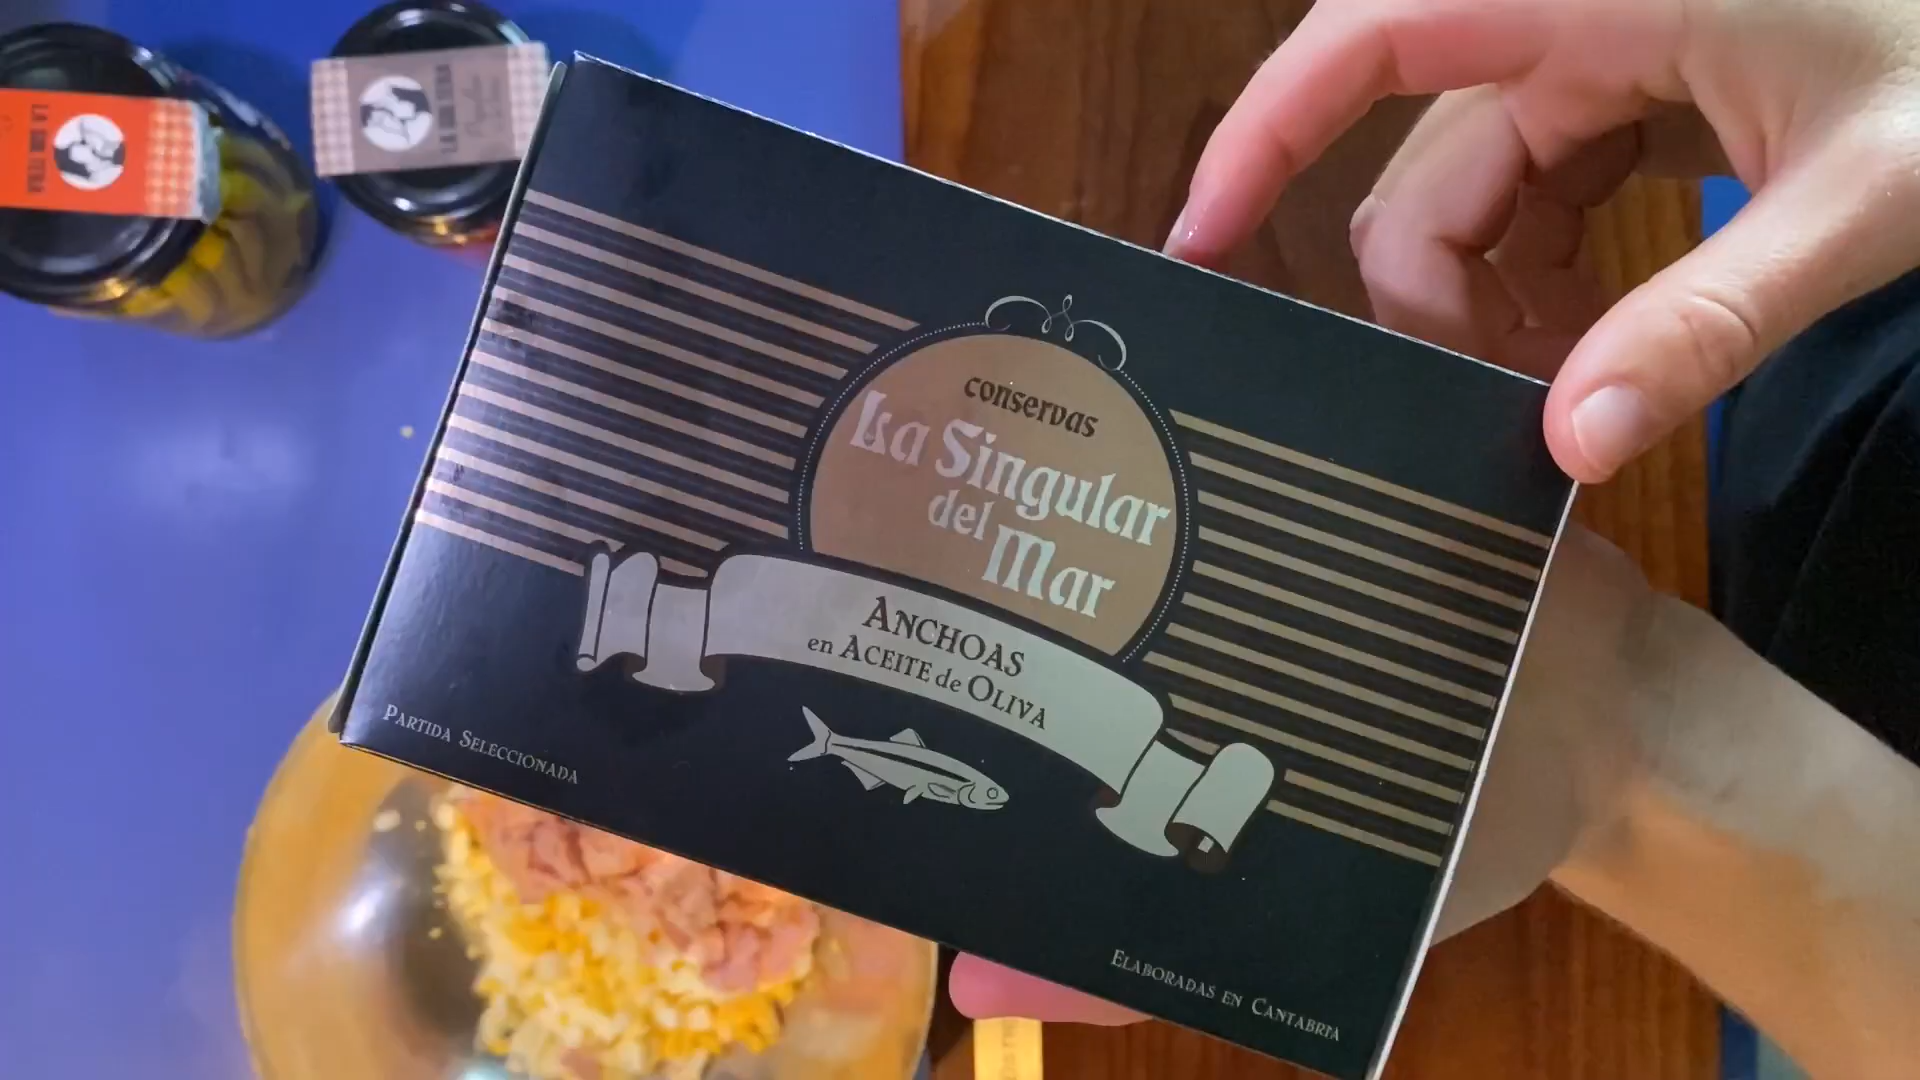 conservas
La Singular
del Mar
ANCHOAS
en ACEITE de OLIVA
PARTIDA SELECCIONADA
ELABORADAS EN CANTABRIA